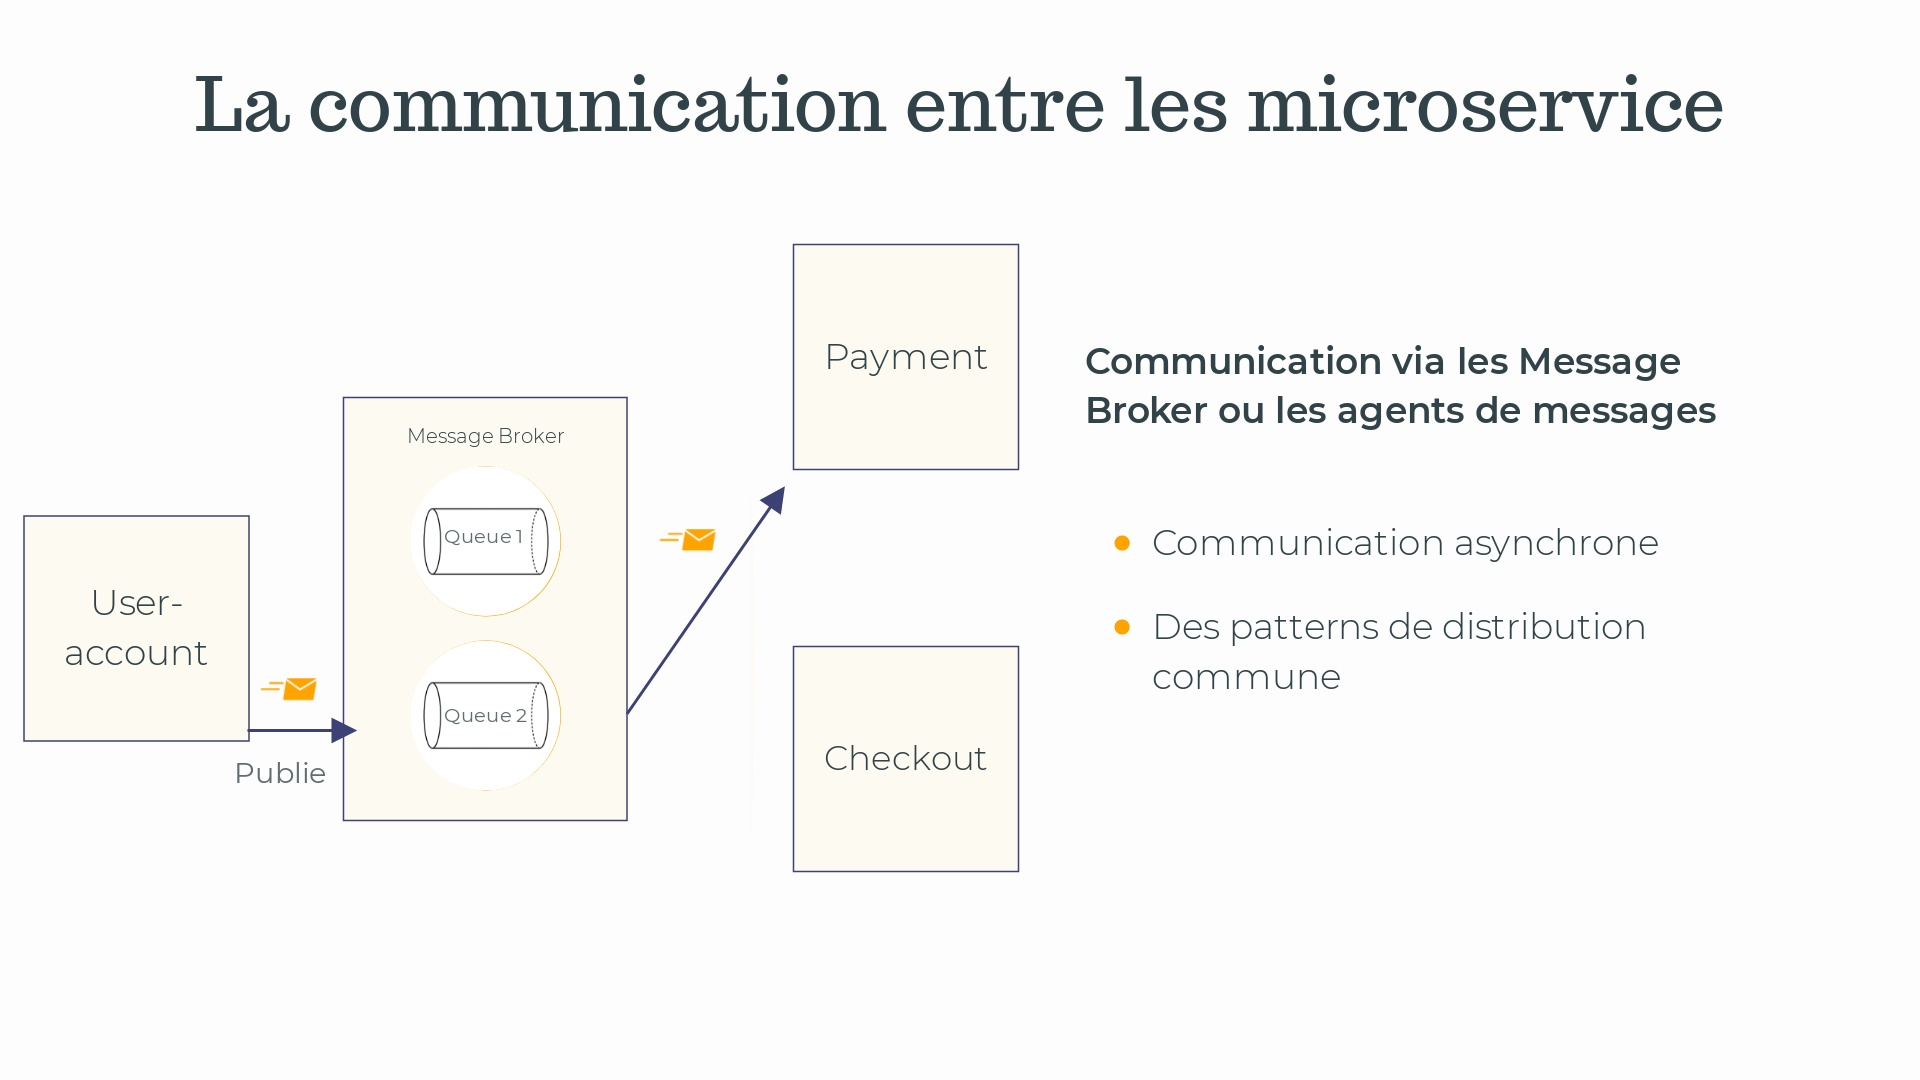 La communication entre les microservice
Payment
Communication via les Message
Broker ou les agents de messages
Message Broker
Queue 1
Communication asynchrone
User-
account
Des patterns de distribution
commune
Queue 2
Publie
Checkout